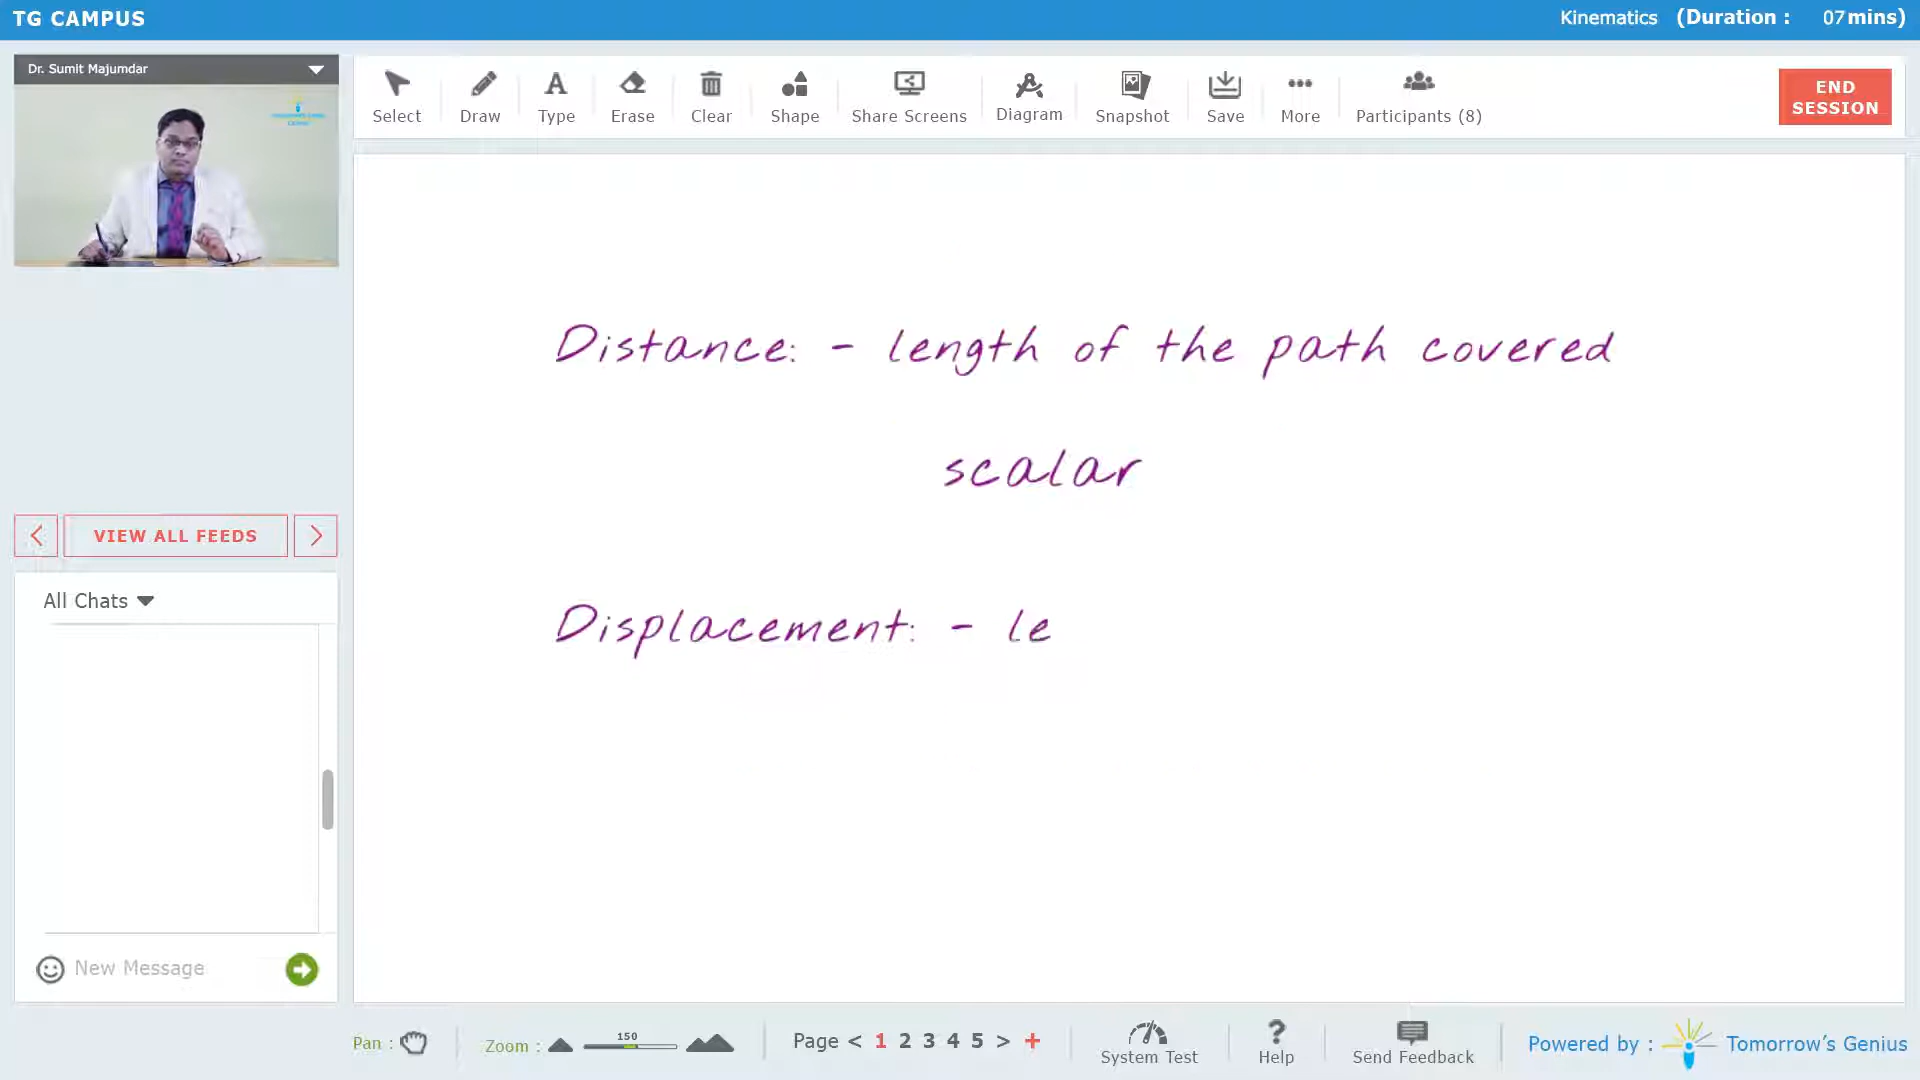 TG CAMPUS
Kinematics (Duration : 07 mins)
Dr. Sumit Majumdar
Select
Draw
Type
Erase
Clear
Shape
Share Screens
Diagram
Snapshot
Save
More
Participants (8)
END SESSION
Distance: - length of the path covered
scalar
VIEW ALL FEEDS
All Chats
Displacement: - le
New Message
Pan :
Zoom :
150
Page < 1 2 3 4 5 > +
System Test
Help
Send Feedback
Powered by : Tomorrow's Genius